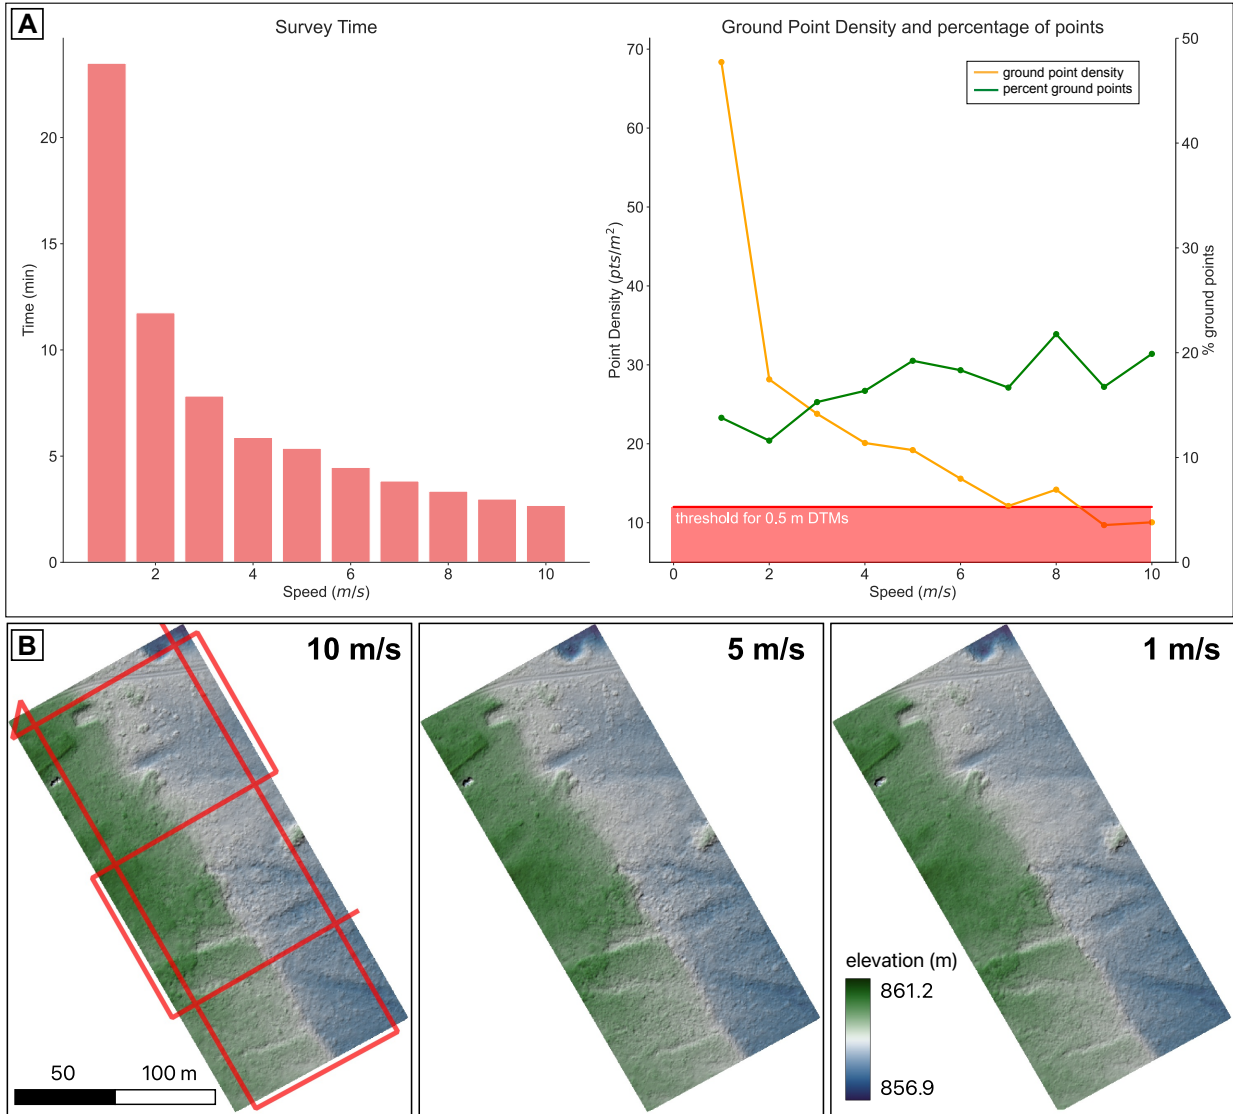 A
Survey Time
Time (min)
20
15
10
5
0
2
4
6
8
10
Speed (m/s)
Ground Point Density and percentage of points
ground point density
percent ground points
Point Density (pts/m²)
70
60
50
40
30
20
10
% ground points
50
40
30
20
10
0
threshold for 0.5 m DTMs
0
2
4
6
8
10
Speed (m/s)
B
10 m/s
5 m/s
1 m/s
50
100 m
elevation (m)
861.2
856.9